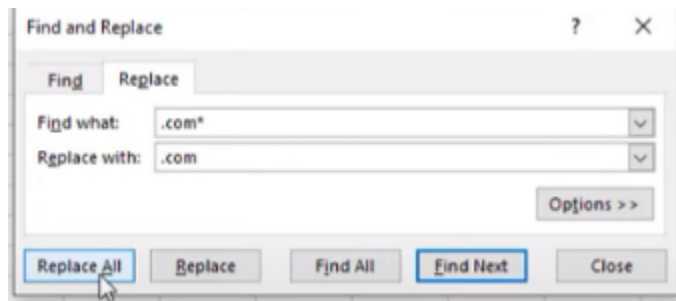 Find and Replace ? ×
Find Replace
Find what: .com*
Replace with: .com
Options >>
Replace All Replace Find All Find Next Close